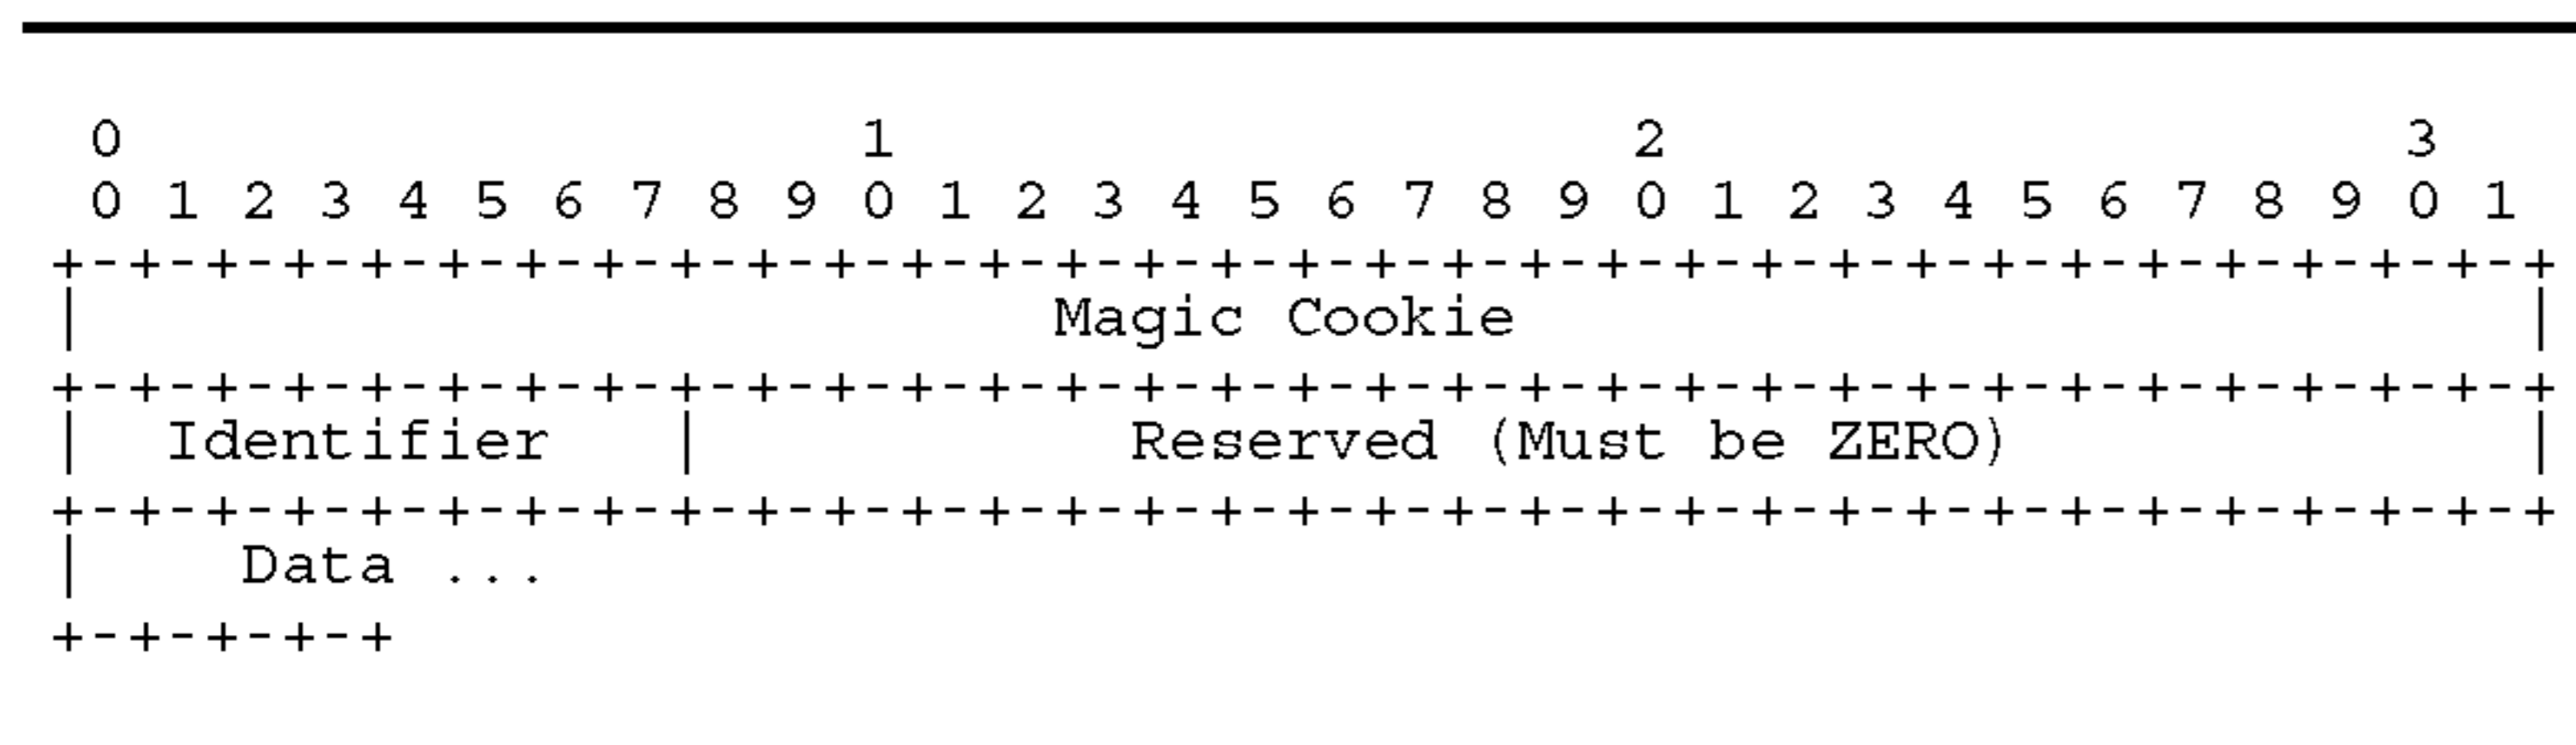 0                   1                   2                   3
 0 1 2 3 4 5 6 7 8 9 0 1 2 3 4 5 6 7 8 9 0 1 2 3 4 5 6 7 8 9 0 1
+-+-+-+-+-+-+-+-+-+-+-+-+-+-+-+-+-+-+-+-+-+-+-+-+-+-+-+-+-+-+-+-+
|                         Magic Cookie                          |
+-+-+-+-+-+-+-+-+-+-+-+-+-+-+-+-+-+-+-+-+-+-+-+-+-+-+-+-+-+-+-+-+
|  Identifier   |           Reserved (Must be ZERO)             |
+-+-+-+-+-+-+-+-+-+-+-+-+-+-+-+-+-+-+-+-+-+-+-+-+-+-+-+-+-+-+-+-+
|    Data ...
+-+-+-+-+